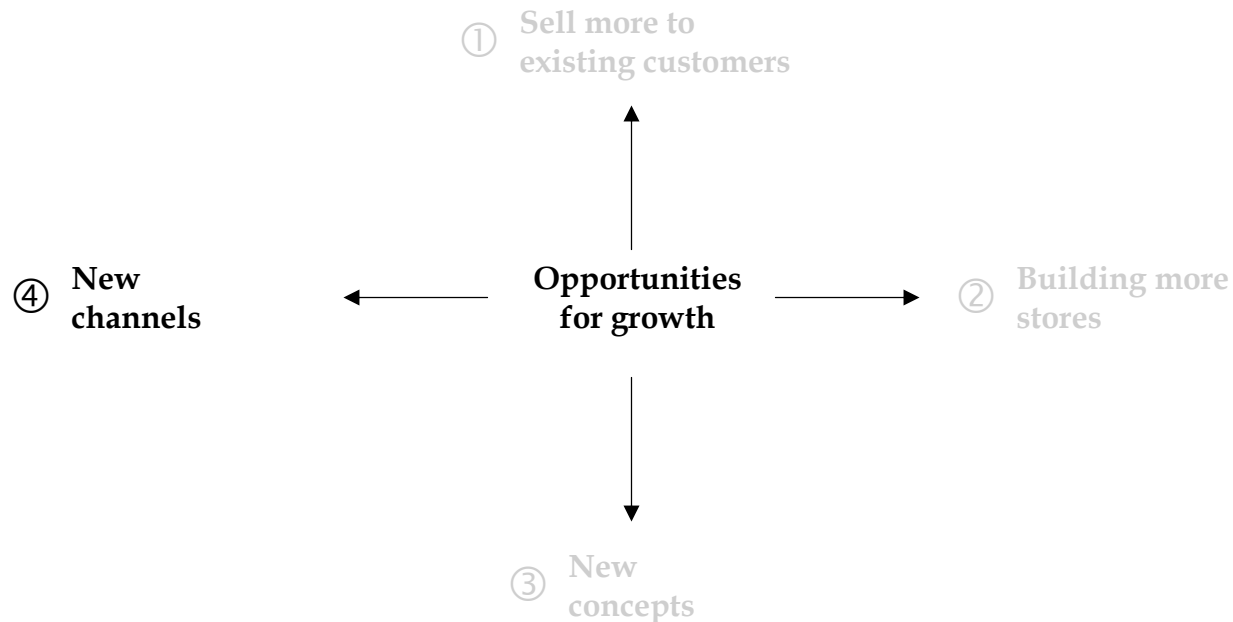 ① Sell more to
existing customers
④ New
channels
Opportunities
for growth
② Building more
stores
③ New
concepts